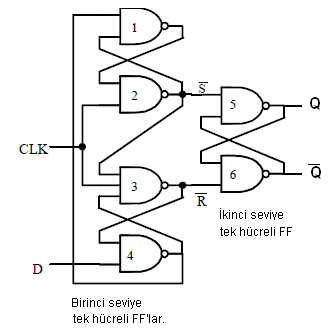 1
2
S̅
5
Q
CLK
3
R̅
6
Q̅
İkinci seviye
tek hücreli FF
D
4
Birinci seviye
tek hücreli FF'lar.